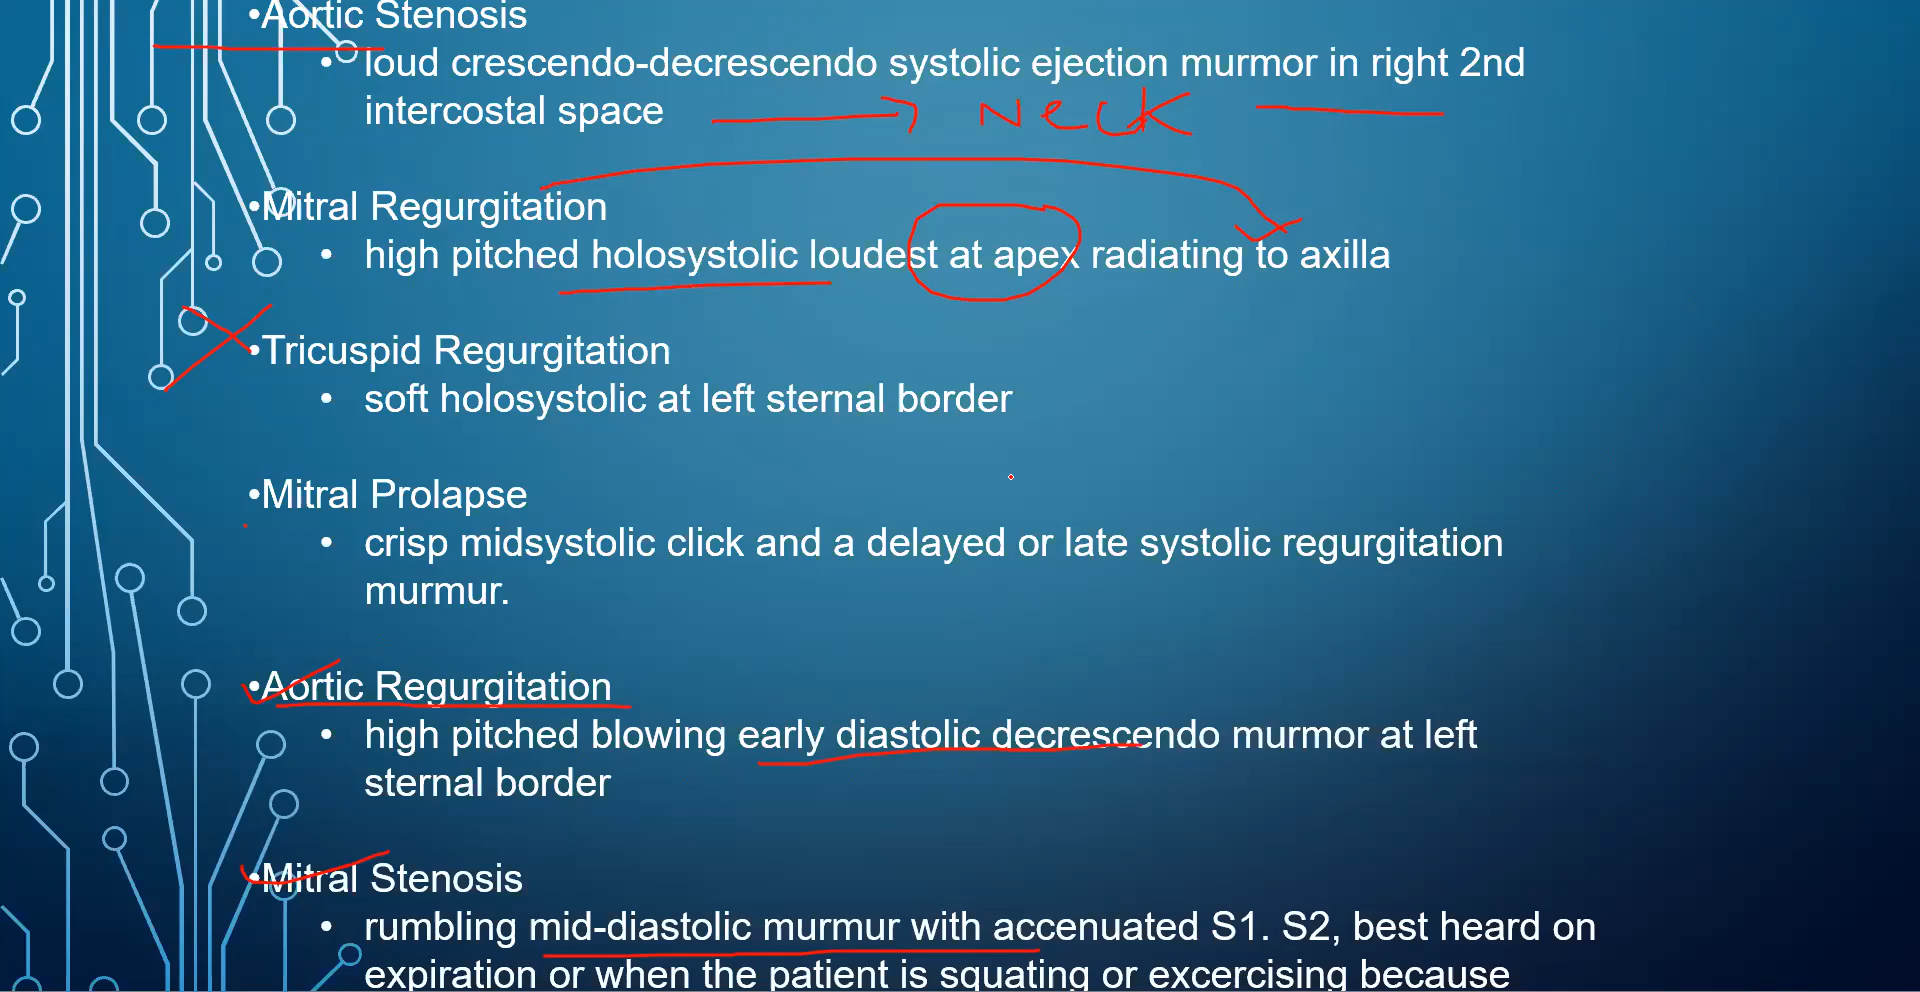 •Aortic Stenosis
• loud crescendo-decrescendo systolic ejection murmor in right 2nd
intercostal space Neck
•Mitral Regurgitation
• high pitched holosystolic loudest at apex radiating to axilla
•Tricuspid Regurgitation
• soft holosystolic at left sternal border
•Mitral Prolapse
• crisp midsystolic click and a delayed or late systolic regurgitation
murmur.
•Aortic Regurgitation
• high pitched blowing early diastolic decrescendo murmor at left
sternal border
•Mitral Stenosis
• rumbling mid-diastolic murmur with accenuated S1. S2, best heard on
expiration or when the patient is squating or excercising because